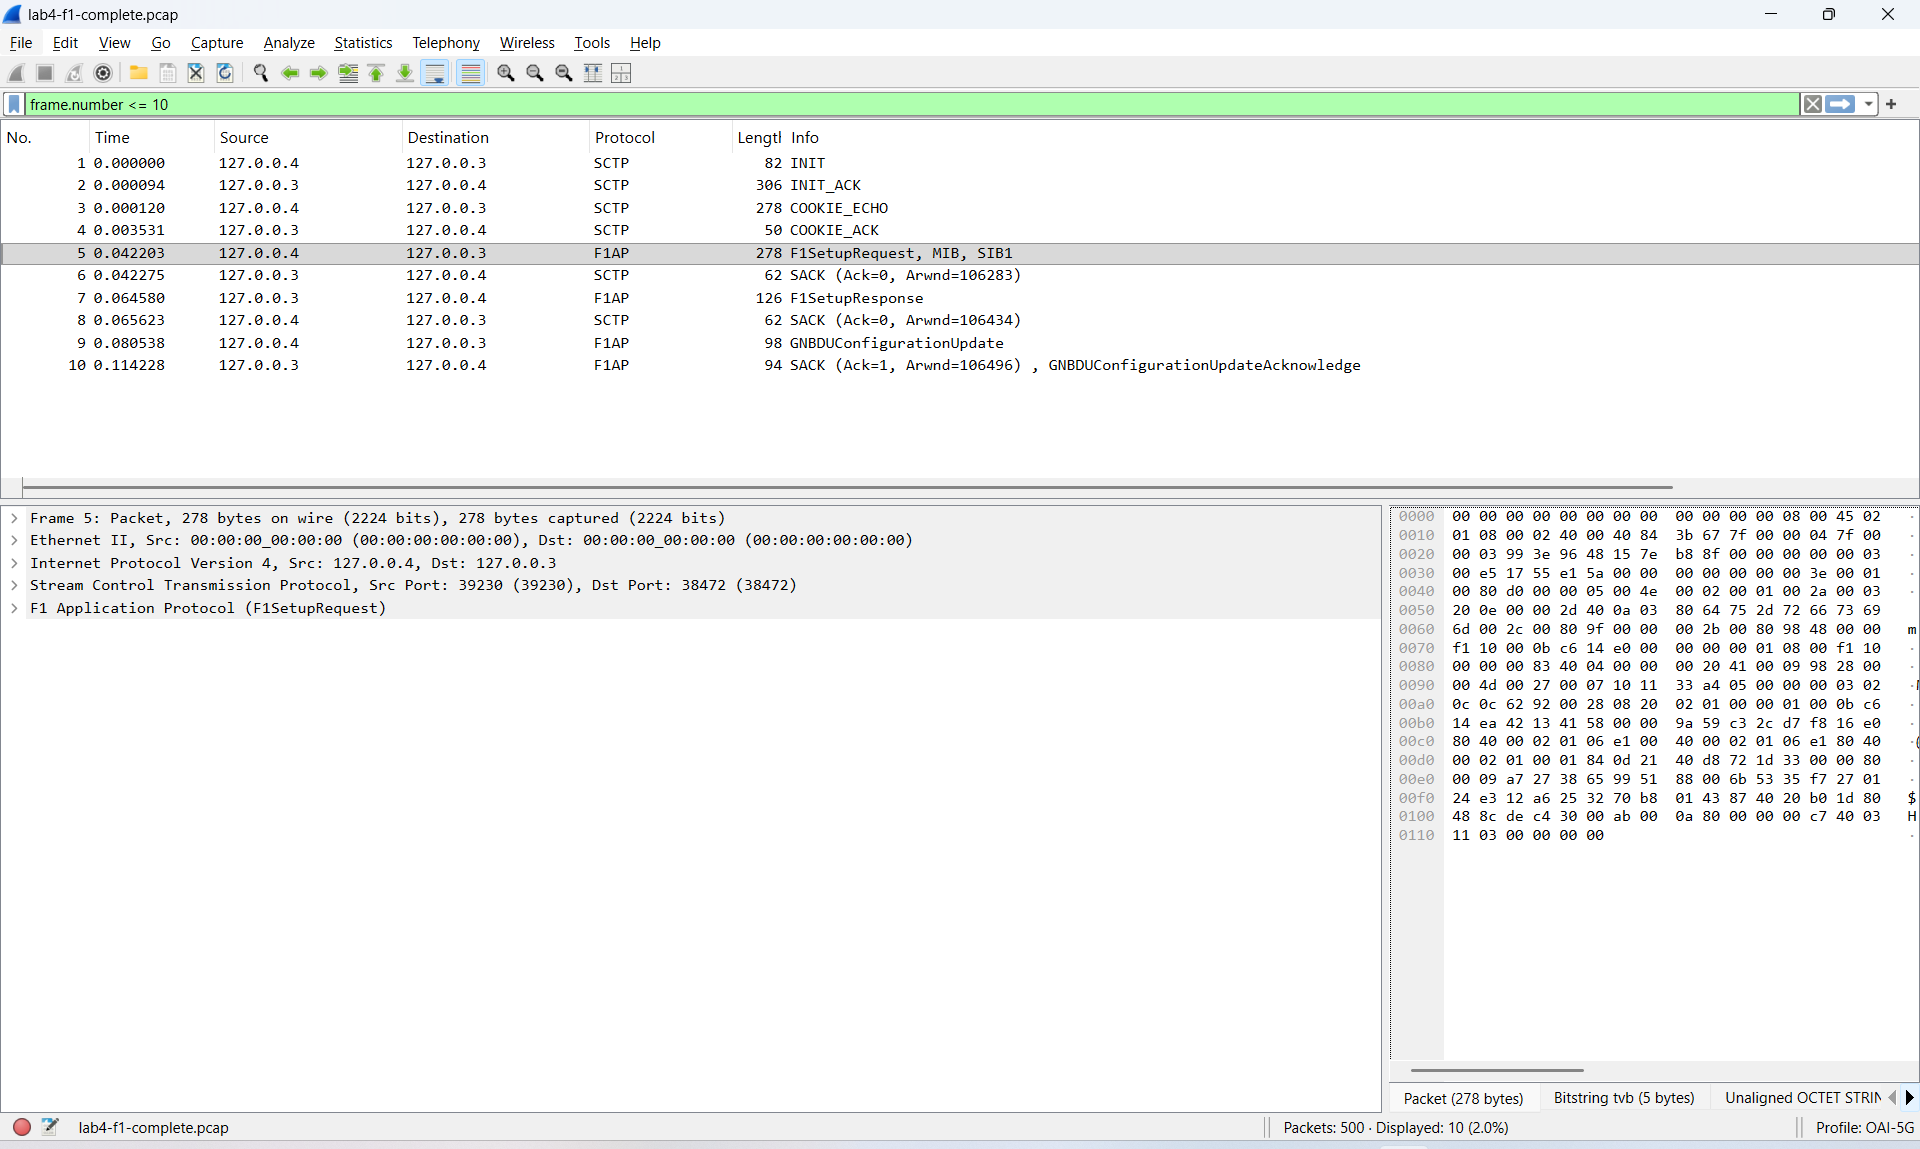 lab4-f1-complete.pcap
File Edit View Go Capture Analyze Statistics Telephony Wireless Tools Help
frame.number <= 10
No. Time Source Destination Protocol Lengtl Info
1 0.000000 127.0.0.4 127.0.0.3 SCTP 82 INIT
2 0.000094 127.0.0.3 127.0.0.4 SCTP 306 INIT_ACK
3 0.000120 127.0.0.4 127.0.0.3 SCTP 278 COOKIE_ECHO
4 0.003531 127.0.0.3 127.0.0.4 SCTP 50 COOKIE_ACK
5 0.042203 127.0.0.4 127.0.0.3 F1AP 278 F1SetupRequest, MIB, SIB1
6 0.042275 127.0.0.3 127.0.0.4 SCTP 62 SACK (Ack=0, Arwnd=106283)
7 0.064580 127.0.0.3 127.0.0.4 F1AP 126 F1SetupResponse
8 0.065623 127.0.0.4 127.0.0.3 SCTP 62 SACK (Ack=0, Arwnd=106434)
9 0.080538 127.0.0.4 127.0.0.3 F1AP 98 GNBDUConfigurationUpdate
10 0.114228 127.0.0.3 127.0.0.4 F1AP 94 SACK (Ack=1, Arwnd=106496) , GNBDUConfigurationUpdateAcknowledge
Frame 5: Packet, 278 bytes on wire (2224 bits), 278 bytes captured (2224 bits)
Ethernet II, Src: 00:00:00_00:00:00 (00:00:00:00:00:00), Dst: 00:00:00_00:00:00 (00:00:00:00:00:00)
Internet Protocol Version 4, Src: 127.0.0.4, Dst: 127.0.0.3
Stream Control Transmission Protocol, Src Port: 39230 (39230), Dst Port: 38472 (38472)
F1 Application Protocol (F1SetupRequest)
0000 00 00 00 00 00 00 00 00 00 00 00 00 08 00 45 02 ·
0010 01 08 00 02 40 00 40 84 3b 67 7f 00 00 04 7f 00 ·
0020 00 03 99 3e 96 48 15 7e b8 8f 00 00 00 00 00 03 ·
0030 00 e5 17 55 e1 5a 00 00 00 00 00 00 00 3e 00 01 ·
0040 00 80 d0 00 00 05 00 4e 00 02 00 01 00 2a 00 03 ·
0050 20 0e 00 00 2d 40 0a 03 80 64 75 2d 72 66 73 69
0060 6d 00 2c 00 80 9f 00 00 00 2b 00 80 98 48 00 00 m
0070 f1 10 00 0b c6 14 e0 00 00 00 00 01 08 00 f1 10 ·
0080 00 00 00 83 40 04 00 00 00 20 41 00 09 98 28 00 ·
0090 00 4d 00 27 00 07 10 11 33 a4 05 00 00 00 03 02 ·
00a0 0c 0c 62 92 00 28 08 20 02 01 00 00 01 00 0b c6 ·
00b0 14 ea 42 13 41 58 00 00 9a 59 c3 2c d7 f8 16 e0 ·
00c0 80 40 00 02 01 06 e1 00 40 00 02 01 06 e1 80 40 ·
00d0 00 02 01 00 01 84 0d 21 40 d8 72 1d 33 00 00 80 ·
00e0 00 09 a7 27 38 65 99 51 88 00 6b 53 35 f7 27 01 ·
00f0 24 e3 12 a6 25 32 70 b8 01 43 87 40 20 b0 1d 80 $
0100 48 8c de c4 30 00 ab 00 0a 80 00 00 00 c7 40 03 H
0110 11 03 00 00 00 00 ·
Packet (278 bytes) Bitstring tvb (5 bytes) Unaligned OCTET STRIN
lab4-f1-complete.pcap Packets: 500 · Displayed: 10 (2.0%) Profile: OAI-5G